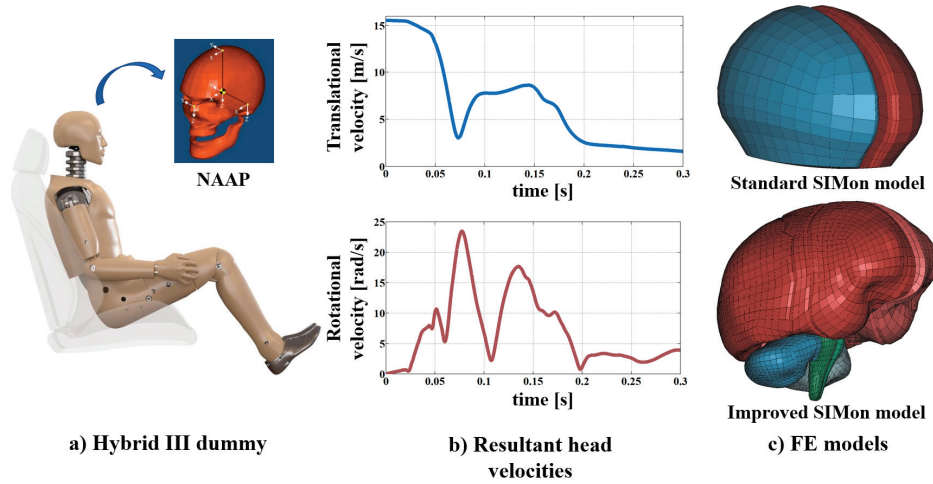 NAAP
a) Hybrid III dummy
Translational
velocity [m/s]
15
10
5
0
0 0.05 0.1 0.15 0.2 0.25 0.3
time [s]
Rotational
velocity [rad/s]
25
20
15
10
5
0
0 0.05 0.1 0.15 0.2 0.25 0.3
time [s]
b) Resultant head
velocities
Standard SIMon model
Improved SIMon model
c) FE models